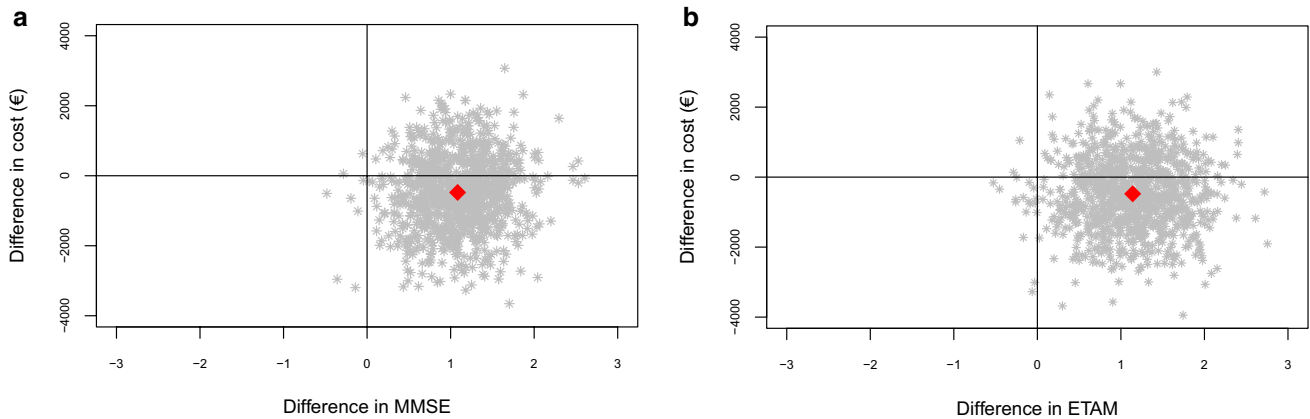 a
Difference in cost (€)
4000
2000
0
−2000
−4000
−3 −2 −1 0 1 2 3
Difference in MMSE
b
Difference in cost (€)
4000
2000
0
−2000
−4000
−3 −2 −1 0 1 2 3
Difference in ETAM